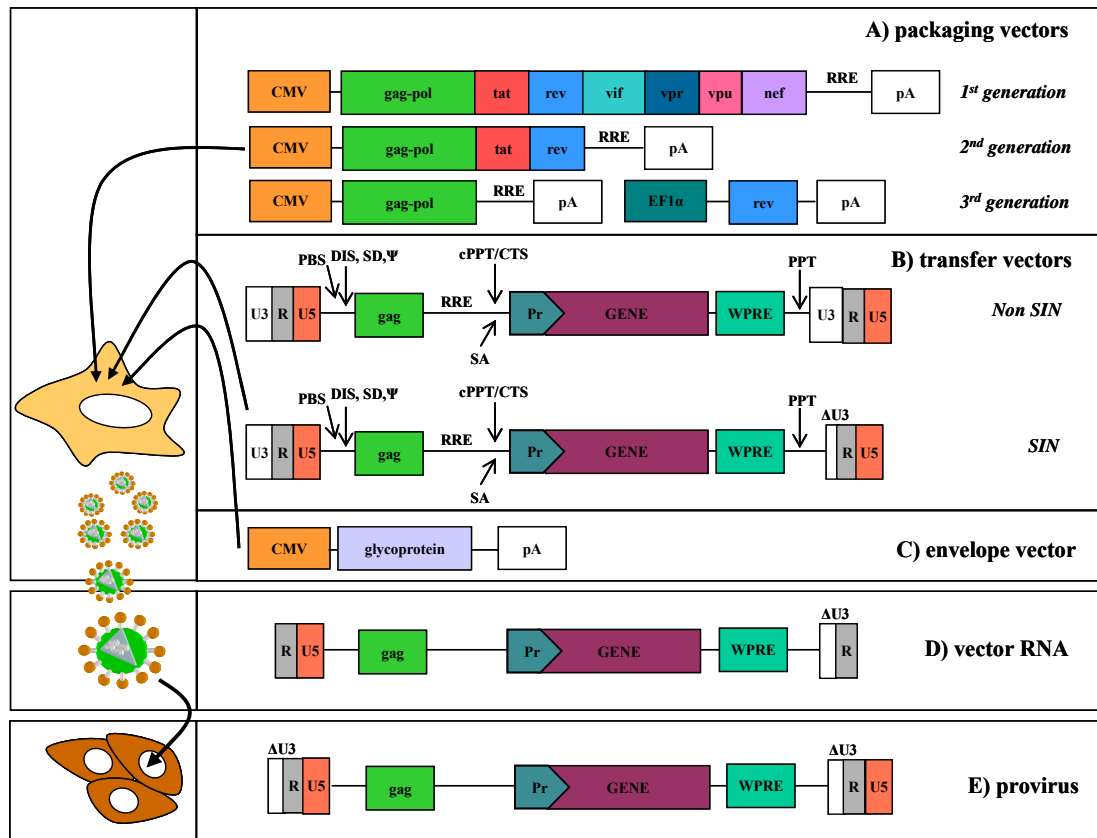 A) packaging vectors
CMV gag-pol tat rev vif vpr vpu nef RRE pA 1st generation
CMV gag-pol tat rev RRE pA 2nd generation
CMV gag-pol RRE pA EF1α rev pA 3rd generation
B) transfer vectors
PBS DIS, SD,Ψ cPPT/CTS PPT
U3 R U5 gag RRE Pr GENE WPRE U3 R U5 Non SIN
SA
PBS DIS, SD,Ψ cPPT/CTS PPT ΔU3
U3 R U5 gag RRE Pr GENE WPRE R U5 SIN
SA
CMV glycoprotein pA C) envelope vector
ΔU3
R U5 gag Pr GENE WPRE R D) vector RNA
ΔU3 ΔU3
R U5 gag Pr GENE WPRE R U5 E) provirus